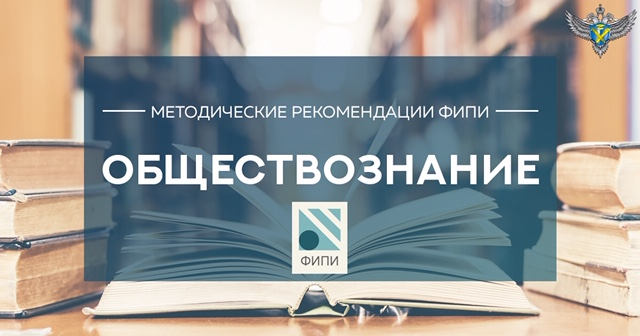 МЕТОДИЧЕСКИЕ РЕКОМЕНДАЦИИ ФИПИ
ОБЩЕСТВОЗНАНИЕ
ФИПИ